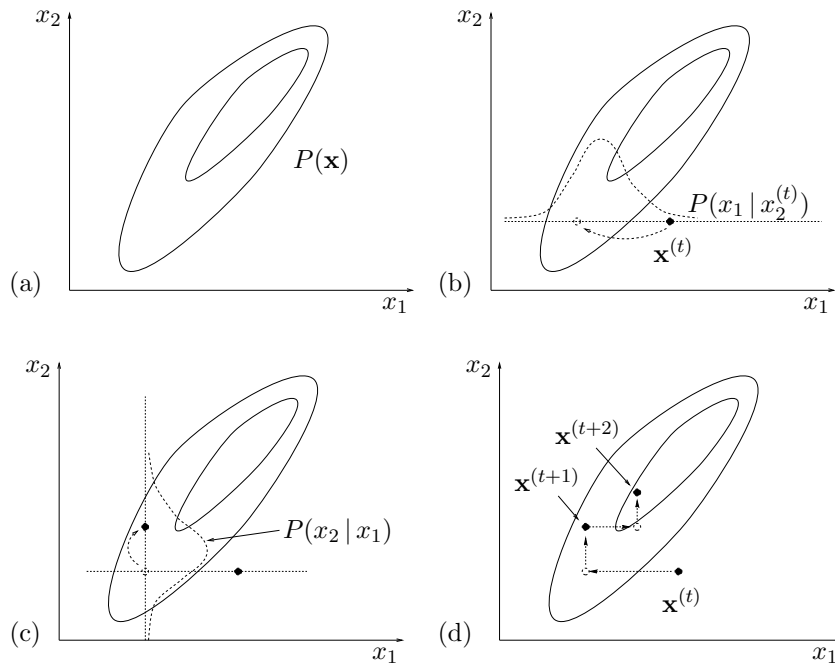 x₂
P(𝐱)
(a)
x₁
x₂
P(x₁ | x₂⁽ᵗ⁾)
𝐱⁽ᵗ⁾
(b)
x₁
x₂
P(x₂ | x₁)
(c)
x₁
x₂
𝐱⁽ᵗ⁺²⁾
𝐱⁽ᵗ⁺¹⁾
𝐱⁽ᵗ⁾
(d)
x₁